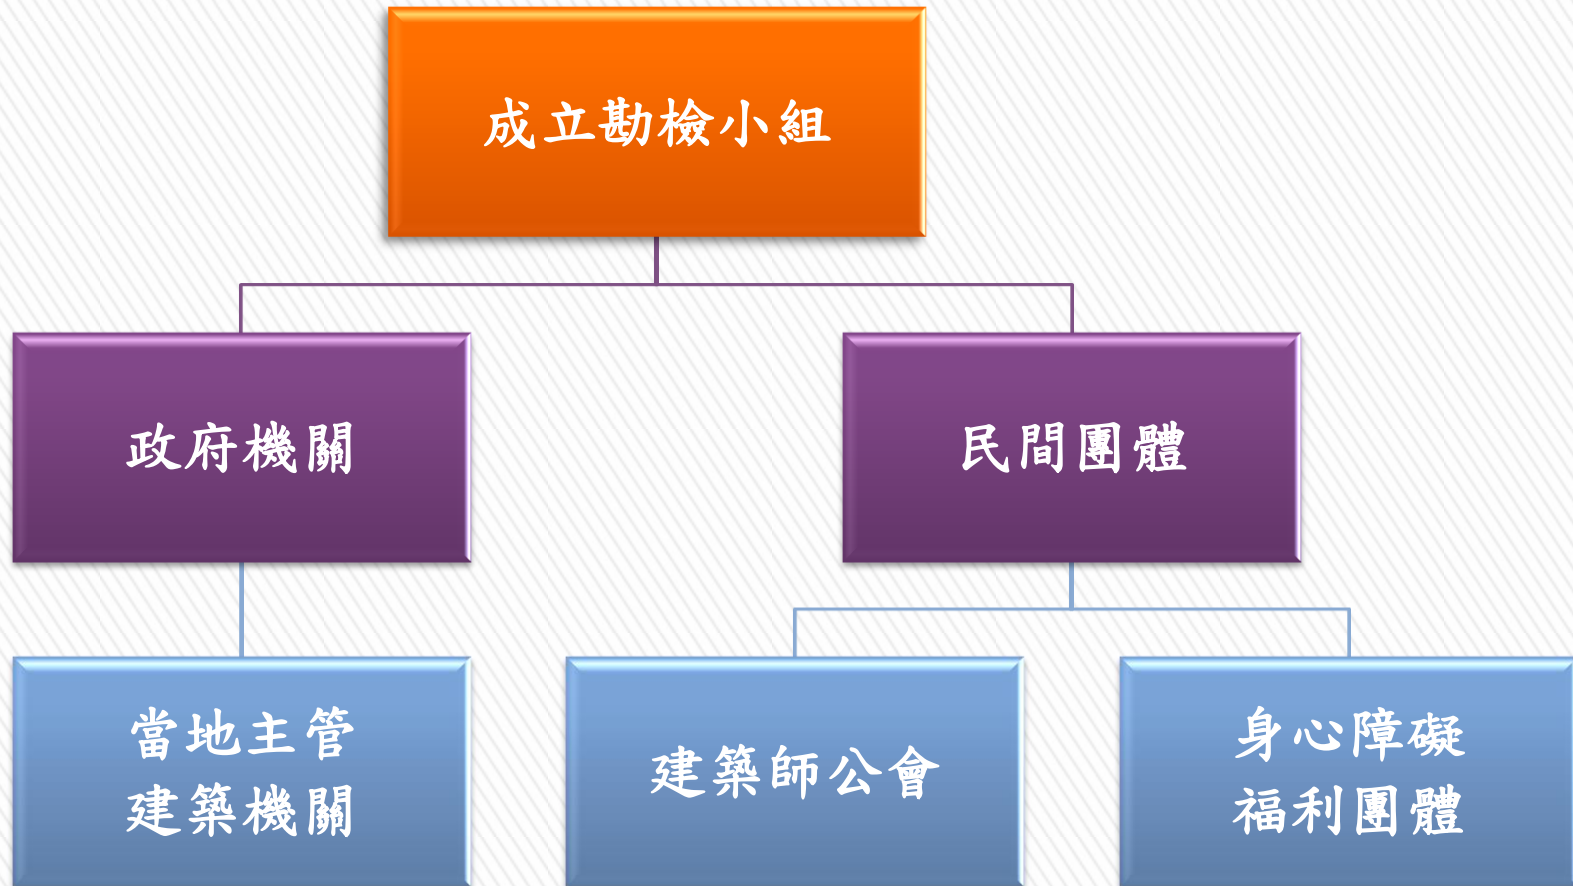 成立勘檢小組
政府機關
民間團體
當地主管
建築機關
建築師公會
身心障礙
福利團體